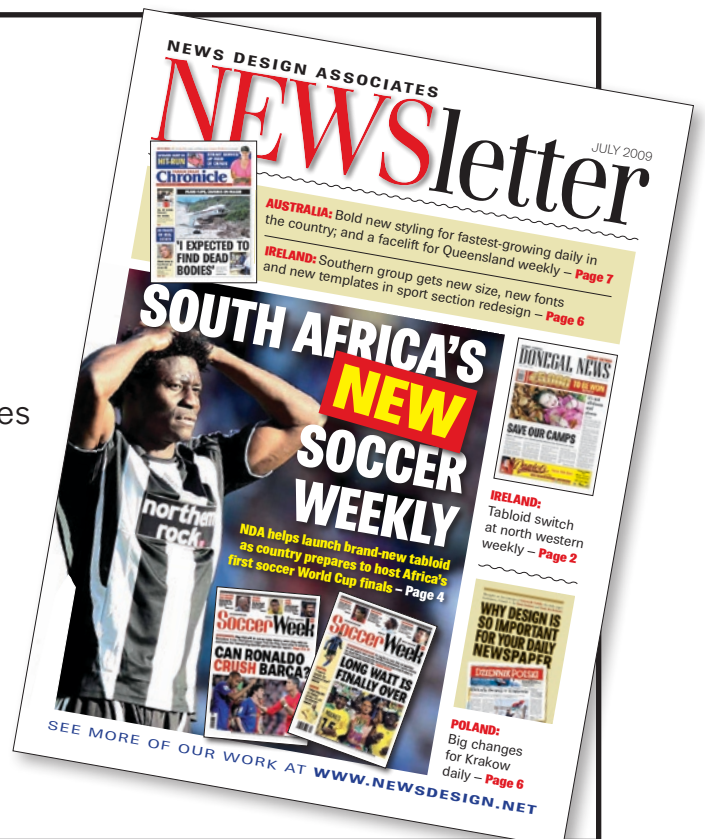 NEWS DESIGN ASSOCIATES
NEWSletter
JULY 2009
HIT-RUN
Chronicle
'I EXPECTED TO
FIND DEAD
BODIES'
AUSTRALIA: Bold new styling for fastest-growing daily in
the country; and a facelift for Queensland weekly – Page 7
IRELAND: Southern group gets new size, new fonts
and new templates in sport section redesign – Page 6
SOUTH AFRICA'S
NEW
SOCCER
WEEKLY
NDA helps launch brand-new tabloid
as country prepares to host Africa's
first soccer World Cup finals – Page 4
northern
rock.
SoccerWeek
CAN RONALDO
CRUSH BARCA?
SoccerWeek
LONG WAIT IS
FINALLY OVER
DONEGAL NEWS
SAVE OUR CAMPS
IRELAND:
Tabloid switch
at north western
weekly – Page 2
WHY DESIGN IS
SO IMPORTANT
FOR YOUR DAILY
NEWSPAPER
DZIENNIK POLSKI
POLAND:
Big changes
for Krakow
daily – Page 6
SEE MORE OF OUR WORK AT WWW.NEWSDESIGN.NET
es